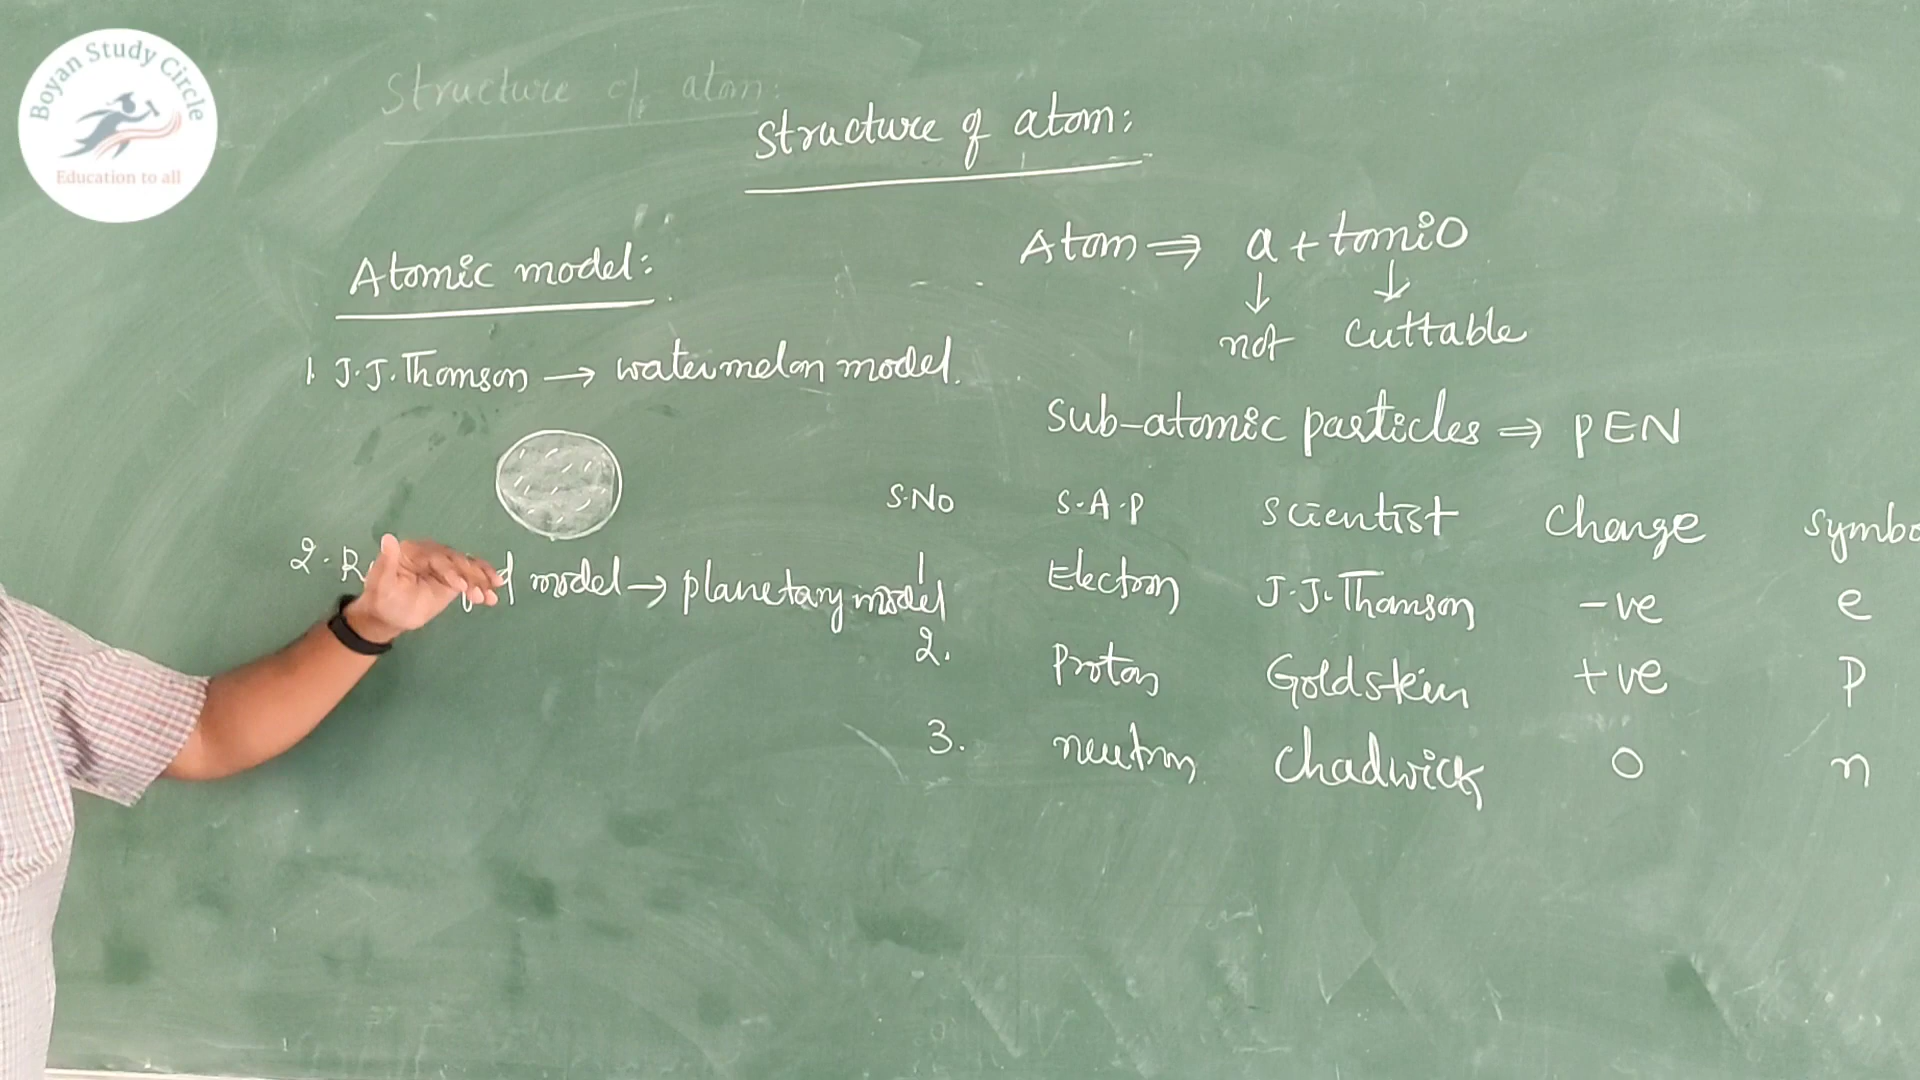 Boyan Study Circle
Education to all
Structure of atom:
Structure of atom:
Atomic model:
1. J.J.Thomson → watermelon model.
2. model → planetary model
Atom ⇒ a + tomio
↓ ↓
not cuttable
Sub-atomic particles ⇒ PEN
S.No S.A.P Scientist Charge Symbo
1 Electron J.J.Thomson -ve e
2. Proton Goldstein +ve P
3. neutron Chadwick 0 n